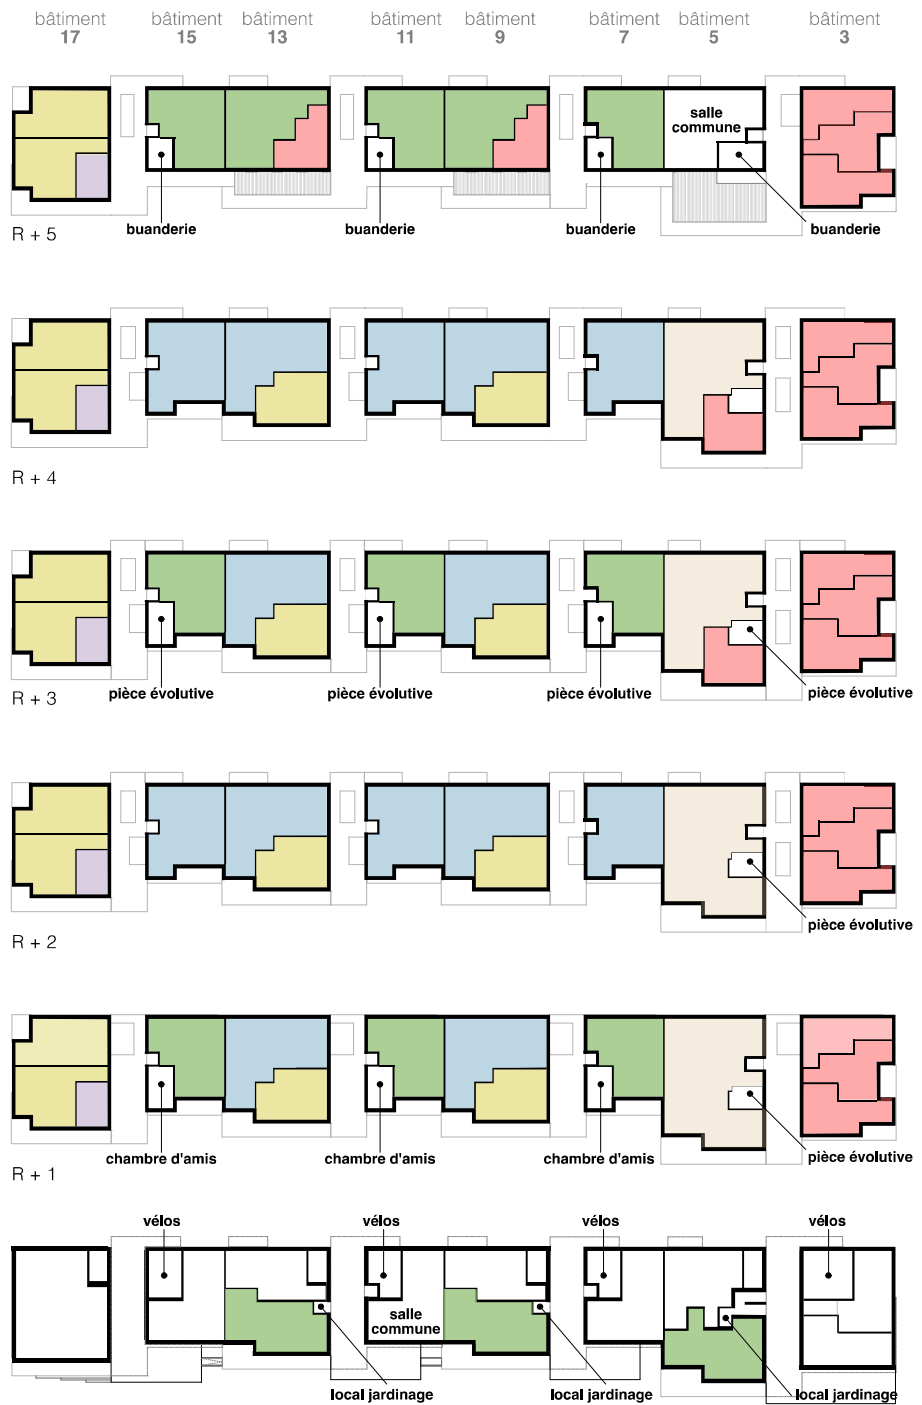 bâtiment bâtiment bâtiment bâtiment bâtiment bâtiment bâtiment bâtiment
17 15 13 11 9 7 5 3
salle
commune
buanderie buanderie buanderie buanderie
R + 5
R + 4
pièce évolutive pièce évolutive pièce évolutive pièce évolutive
R + 3
pièce évolutive
R + 2
chambre d'amis chambre d'amis chambre d'amis pièce évolutive
R + 1
vélos vélos vélos vélos
salle
commune
local jardinage local jardinage local jardinage